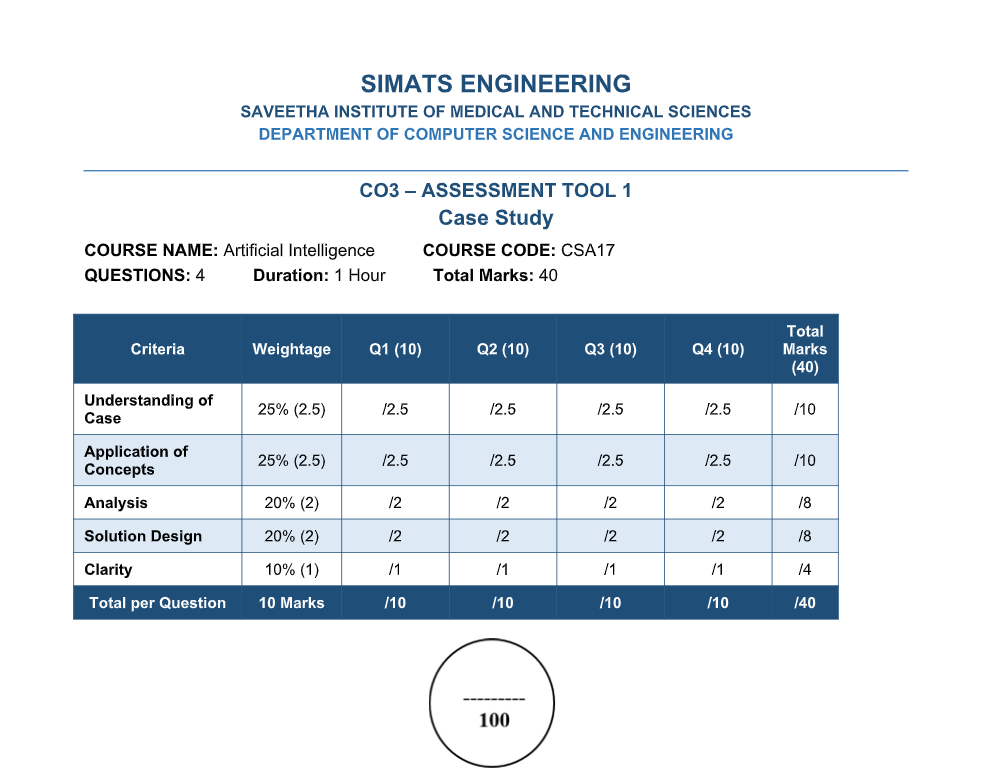 SIMATS ENGINEERING
SAVEETHA INSTITUTE OF MEDICAL AND TECHNICAL SCIENCES
DEPARTMENT OF COMPUTER SCIENCE AND ENGINEERING
CO3 – ASSESSMENT TOOL 1
Case Study
COURSE NAME: Artificial Intelligence COURSE CODE: CSA17
QUESTIONS: 4 Duration: 1 Hour Total Marks: 40
Criteria Weightage Q1 (10) Q2 (10) Q3 (10) Q4 (10) Total Marks (40)
Understanding of Case 25% (2.5) /2.5 /2.5 /2.5 /2.5 /10
Application of Concepts 25% (2.5) /2.5 /2.5 /2.5 /2.5 /10
Analysis 20% (2) /2 /2 /2 /2 /8
Solution Design 20% (2) /2 /2 /2 /2 /8
Clarity 10% (1) /1 /1 /1 /1 /4
Total per Question 10 Marks /10 /10 /10 /10 /40
---------
100